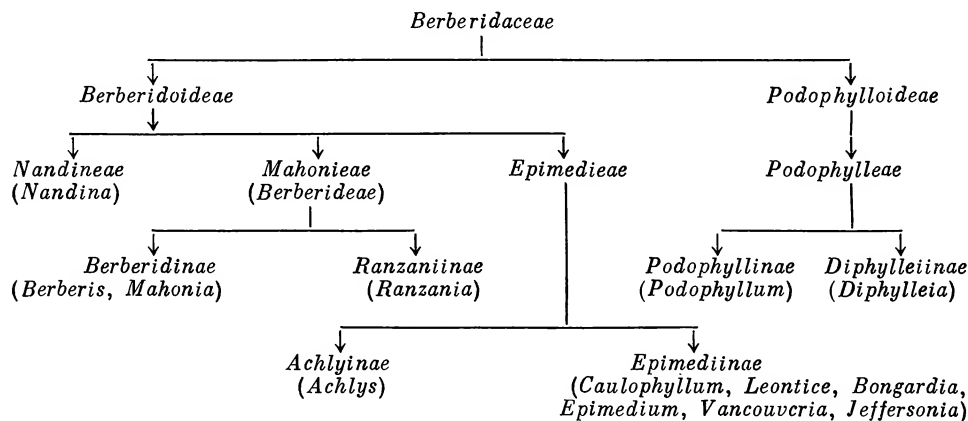 Berberidaceae
Berberidoideae
Podophylloideae
Nandineae
(Nandina)
Mahonieae
(Berberideae)
Epimedieae
Podophylleae
Berberidinae
(Berberis, Mahonia)
Ranzaniinae
(Ranzania)
Podophyllinae
(Podophyllum)
Diphylleiinae
(Diphylleia)
Achlyinae
(Achlys)
Epimediinae
(Caulophyllum, Leontice, Bongardia,
Epimedium, Vancouvcria, Jeffersonia)